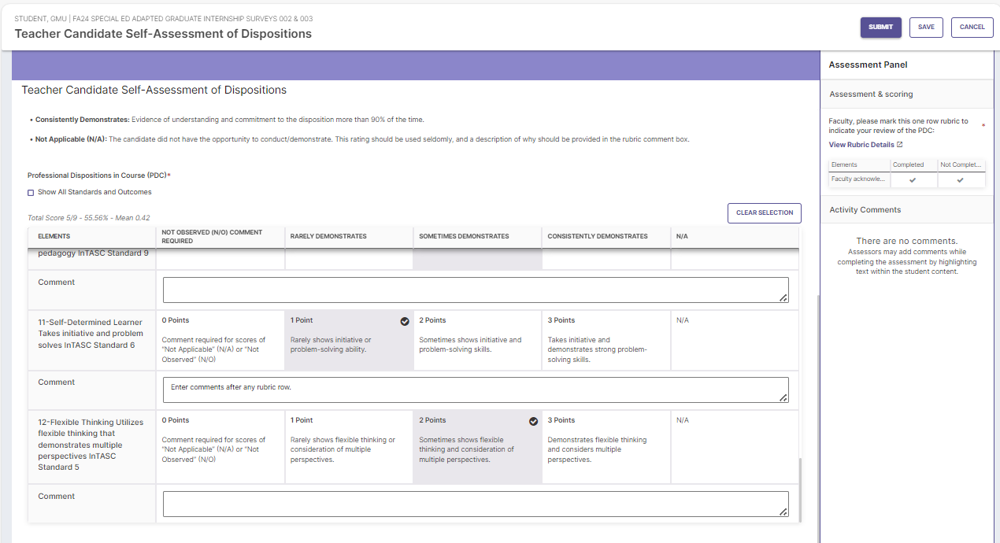 STUDENT, GMU | FA24 SPECIAL ED ADAPTED GRADUATE INTERNSHIP SURVEYS 002 & 003
Teacher Candidate Self-Assessment of Dispositions
SUBMIT
SAVE
CANCEL
Teacher Candidate Self-Assessment of Dispositions
• Consistently Demonstrates: Evidence of understanding and commitment to the disposition more than 90% of the time.
• Not Applicable (N/A): The candidate did not have the opportunity to conduct/demonstrate. This rating should be used seldomly, and a description of why should be provided in the rubric comment box.
Professional Dispositions in Course (PDC)*
Show All Standards and Outcomes
Total Score 5/9 - 55.56% - Mean 0.42
CLEAR SELECTION
ELEMENTS
NOT OBSERVED (N/O) COMMENT
REQUIRED
RARELY DEMONSTRATES
SOMETIMES DEMONSTRATES
CONSISTENTLY DEMONSTRATES
N/A
pedagogy InTASC Standard 9
Comment
11-Self-Determined Learner
Takes initiative and problem
solves InTASC Standard 6
0 Points
Comment required for scores of
"Not Applicable" (N/A) or "Not
Observed" (N/O)
1 Point
Rarely shows initiative or
problem-solving ability.
2 Points
Sometimes shows initiative and
problem-solving skills.
3 Points
Takes initiative and
demonstrates strong problem-
solving skills.
N/A
Comment
Enter comments after any rubric row.
12-Flexible Thinking Utilizes
flexible thinking that
demonstrates multiple
perspectives InTASC
Standard 5
0 Points
Comment required for scores of
"Not Applicable" (N/A) or "Not
Observed" (N/O)
1 Point
Rarely shows flexible thinking or
consideration of multiple
perspectives.
2 Points
Sometimes shows flexible
thinking and consideration of
multiple perspectives.
3 Points
Demonstrates flexible thinking
and considers multiple
perspectives.
N/A
Comment
Assessment Panel
Assessment & scoring
Faculty, please mark this one row rubric to
indicate your review of the PDC:
*
View Rubric Details
Elements
Completed
Not Complet...
Faculty acknowle...
Activity Comments
There are no comments.
Assessors may add comments while
completing the assessment by highlighting
text within the student content.